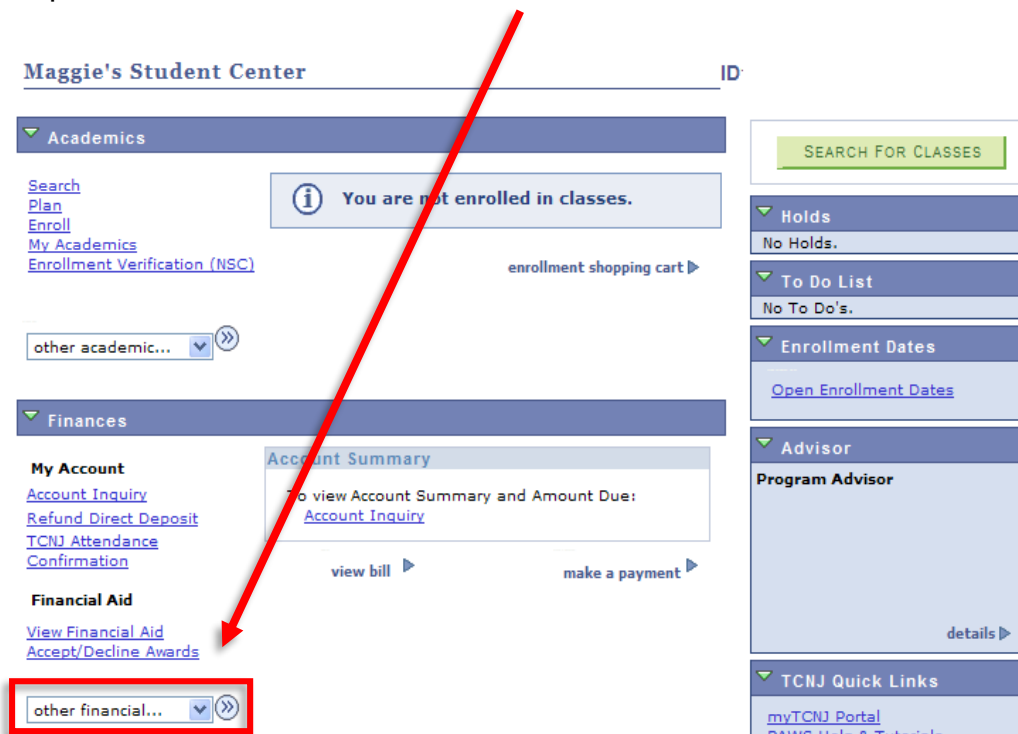 Maggie's Student Center
ID
Academics
Search
Plan
Enroll
My Academics
Enrollment Verification (NSC)
You are not enrolled in classes.
enrollment shopping cart
other academic...
Finances
My Account
Account Inquiry
Refund Direct Deposit
TCNJ Attendance
Confirmation
Financial Aid
View Financial Aid
Accept/Decline Awards
other financial...
Account Summary
To view Account Summary and Amount Due:
Account Inquiry
view bill
make a payment
SEARCH FOR CLASSES
Holds
No Holds.
To Do List
No To Do's.
Enrollment Dates
Open Enrollment Dates
Advisor
Program Advisor
details
TCNJ Quick Links
myTCNJ Portal
PAWS Help & Tutorials